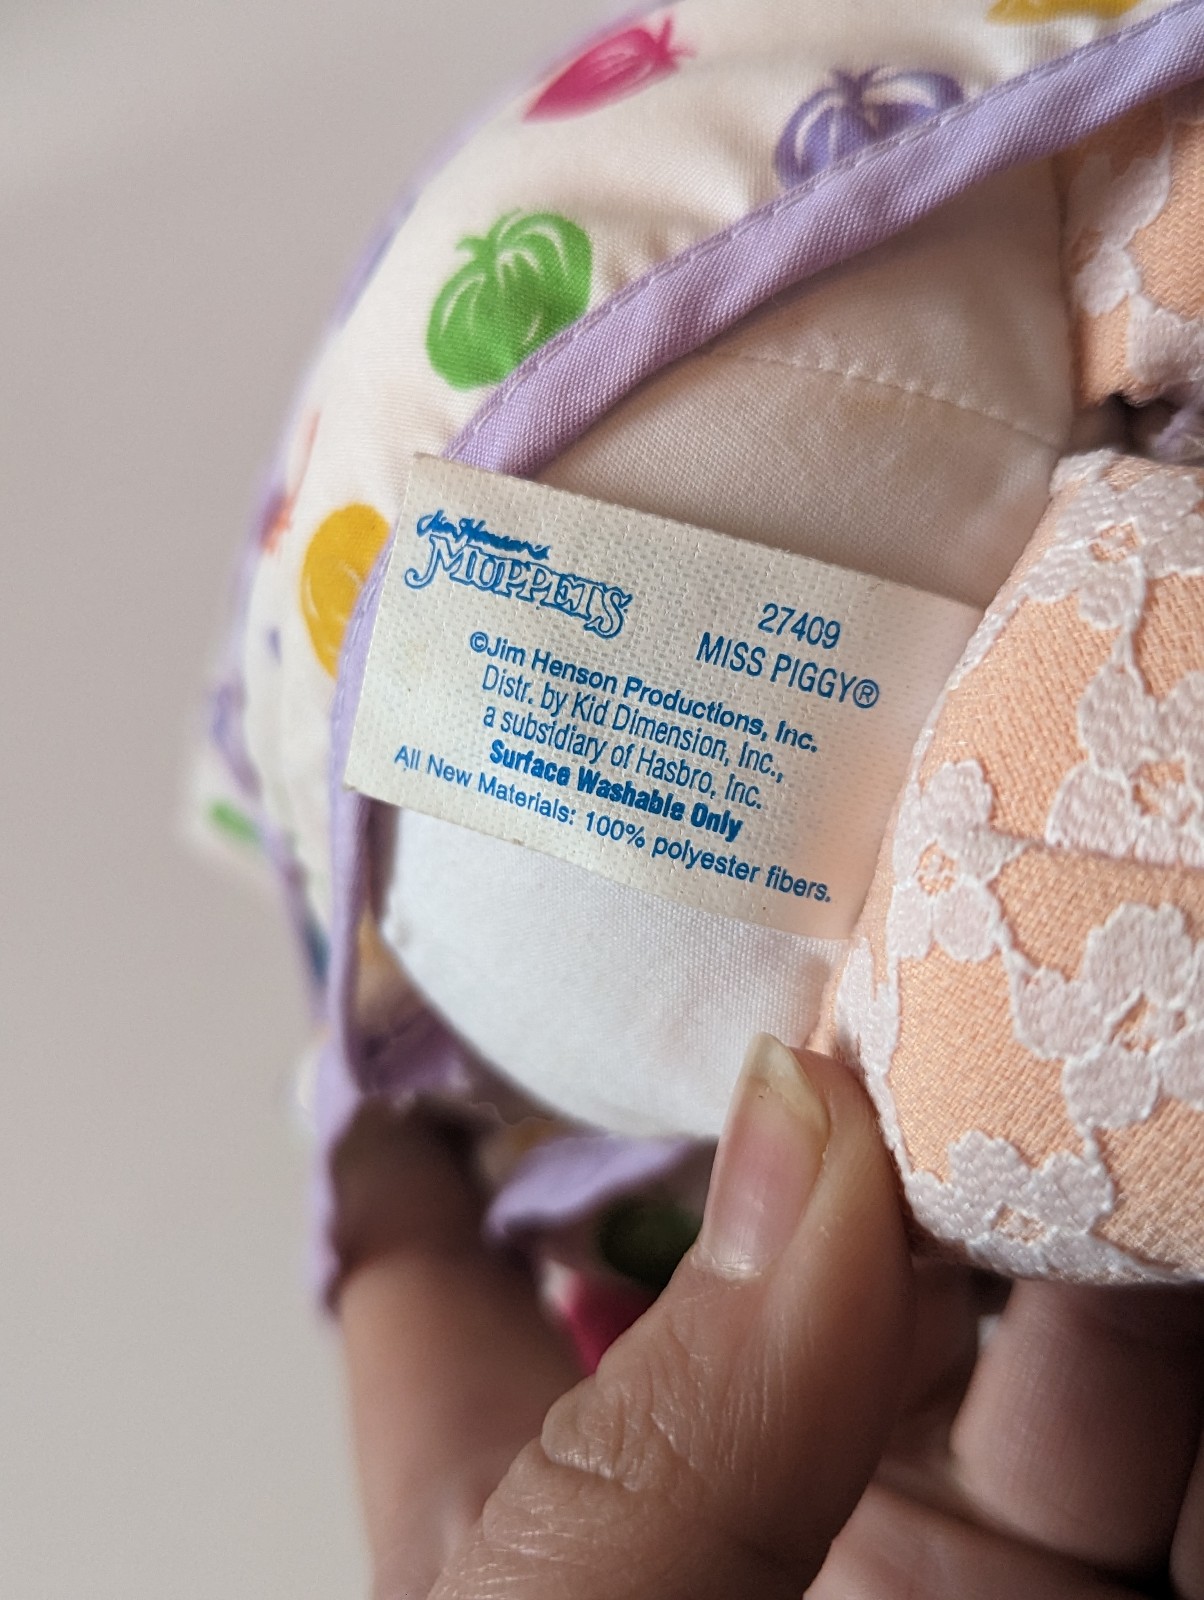 Jim Henson's
MUPPETS
27409
MISS PIGGY®
©Jim Henson Productions, Inc.
Distr. by Kid Dimension, Inc.,
a subsidiary of Hasbro, Inc.
Surface Washable Only
All New Materials: 100% polyester fibers.